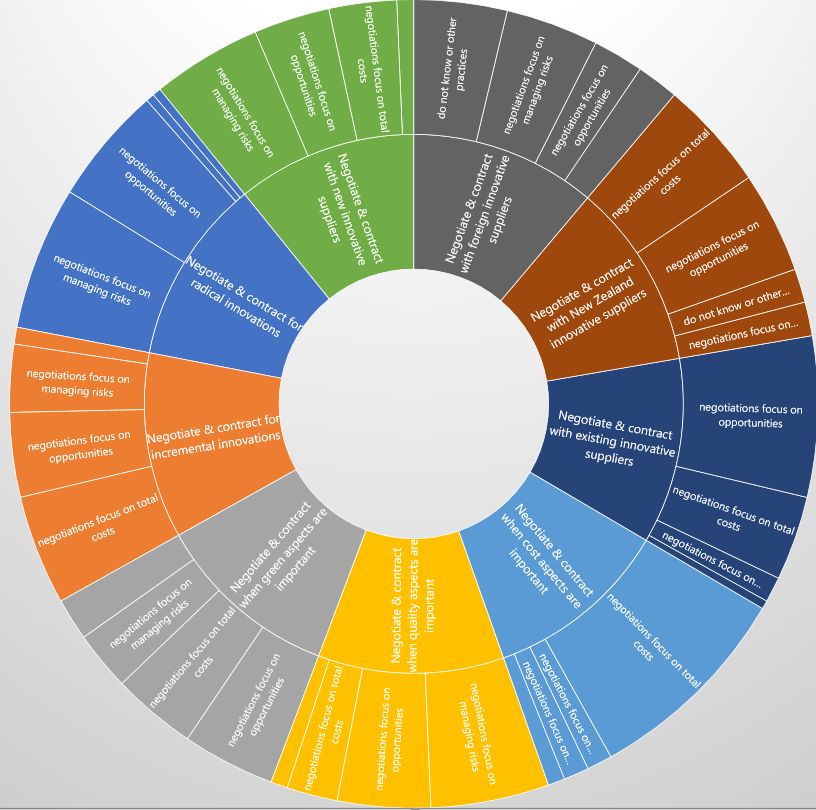 Negotiate & contract
with foreign innovative
suppliers
do not know or other
practices
negotiations focus on
managing risks
negotiations focus on
opportunities
Negotiate & contract
with New Zealand
innovative suppliers
negotiations focus on total
costs
negotiations focus on
opportunities
do not know or other...
negotiations focus on...
Negotiate & contract
with existing innovative
suppliers
negotiations focus on
opportunities
negotiations focus on total
costs
negotiations focus on...
Negotiate & contract
when cost aspects are
important
negotiations focus on total
costs
negotiations focus on...
negotiations focus on...
Negotiate & contract
when quality aspects are
important
negotiations focus on
managing risks
negotiations focus on
opportunities
negotiations focus on total
costs
Negotiate & contract
when green aspects are
important
negotiations focus on
opportunities
negotiations focus on total
costs
negotiations focus on
managing risks
Negotiate & contract for
incremental innovations
negotiations focus on total
costs
negotiations focus on
opportunities
negotiations focus on
managing risks
Negotiate & contract for
radical innovations
negotiations focus on
managing risks
negotiations focus on
opportunities
Negotiate & contract
with new innovative
suppliers
negotiations focus on
managing risks
negotiations focus on
opportunities
negotiations focus on total
costs